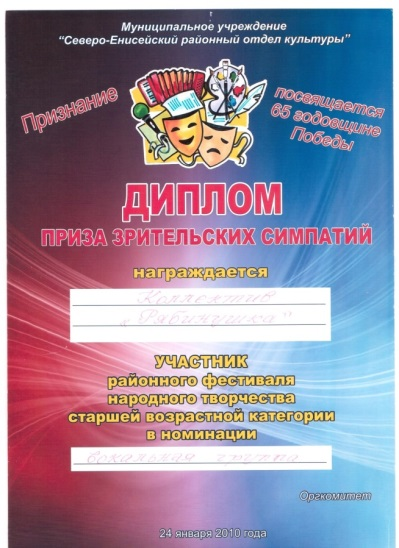 Муниципальное учреждение
"Северо-Енисейский районный отдел культуры"
Признание
посвящается
65 годовщине
Победы
ДИПЛОМ
ПРИЗА ЗРИТЕЛЬСКИХ СИМПАТИЙ
награждается
Коллектив
"Рябинушка"
УЧАСТНИК
районного фестиваля
народного творчества
старшей возрастной категории
в номинации
вокальная группа
Оргкомитет
24 января 2010 года